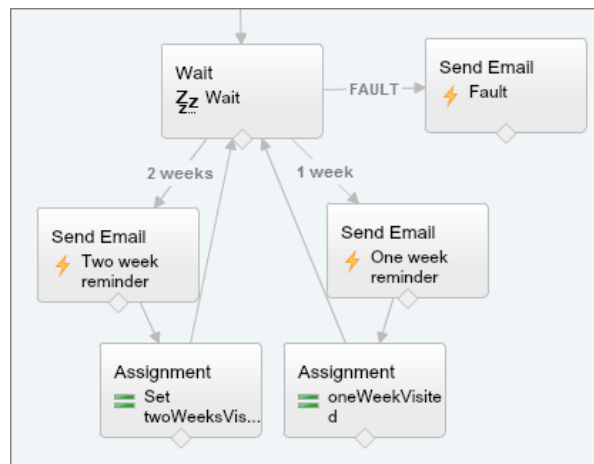 Wait
Wait
FAULT
Send Email
Fault
2 weeks
1 week
Send Email
Two week
reminder
Send Email
One week
reminder
Assignment
Set
twoWeeksVis...
Assignment
oneWeekVisite
d